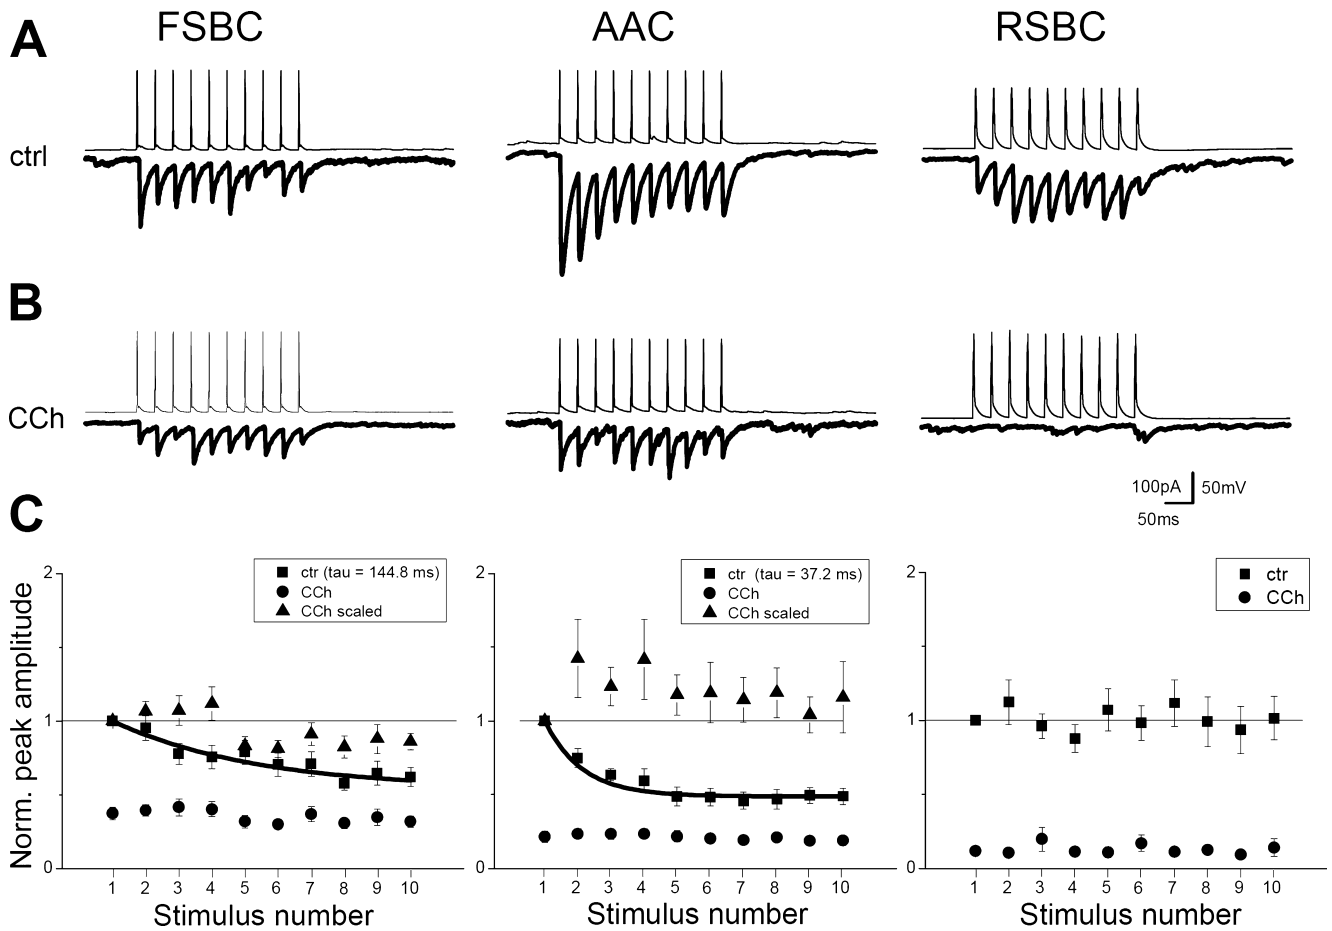 A
FSBC AAC RSBC
ctrl
B
CCh
100pA 50mV
50ms
C
Norm. peak amplitude
ctr (tau = 144.8 ms)
CCh
CCh scaled
2
1
0
1 2 3 4 5 6 7 8 9 10
Stimulus number
ctr (tau = 37.2 ms)
CCh
CCh scaled
2
1
0
1 2 3 4 5 6 7 8 9 10
Stimulus number
ctr
CCh
2
1
0
1 2 3 4 5 6 7 8 9 10
Stimulus number